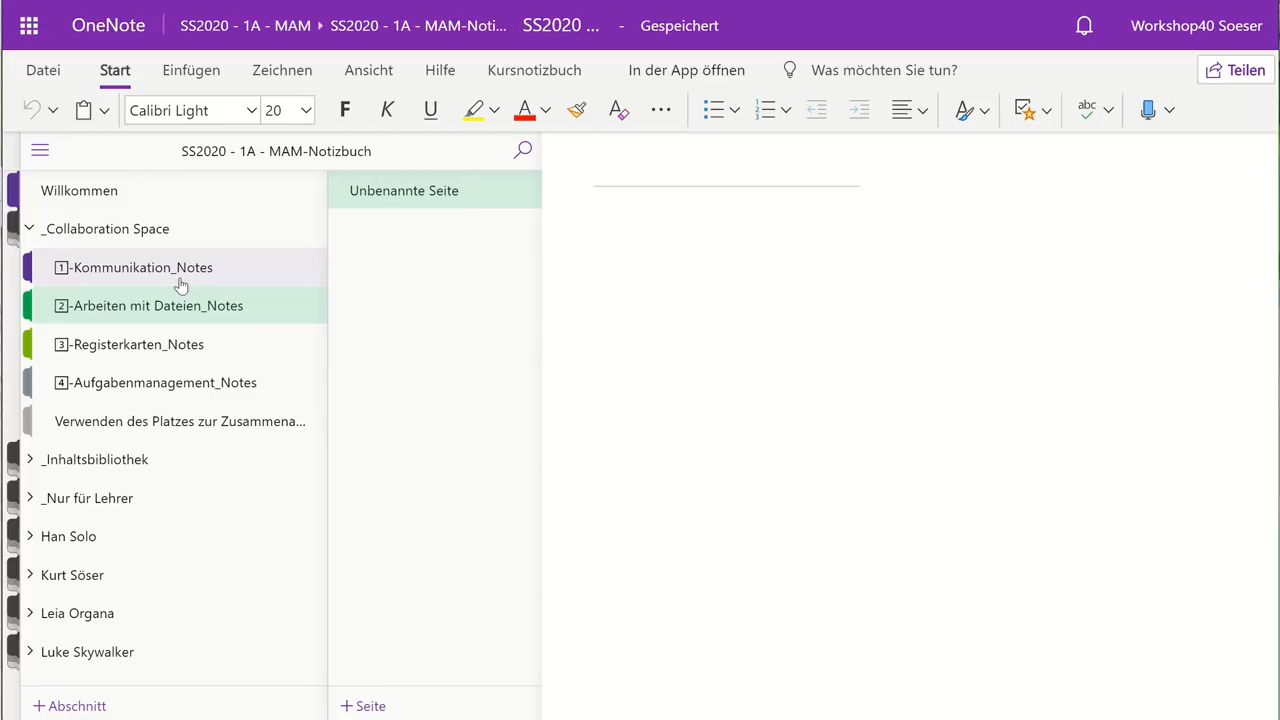 OneNote SS2020 - 1A - MAM SS2020 - 1A - MAM-Noti... SS2020 ... - Gespeichert Workshop40 Soeser
Datei Start Einfügen Zeichnen Ansicht Hilfe Kursnotizbuch In der App öffnen Was möchten Sie tun? Teilen
Calibri Light 20 F K U A A abc
SS2020 - 1A - MAM-Notizbuch
Willkommen
Unbenannte Seite
_Collaboration Space
1-Kommunikation_Notes
2-Arbeiten mit Dateien_Notes
3-Registerkarten_Notes
4-Aufgabenmanagement_Notes
Verwenden des Platzes zur Zusammena...
_Inhaltsbibliothek
_Nur für Lehrer
Han Solo
Kurt Söser
Leia Organa
Luke Skywalker
+ Abschnitt
+ Seite